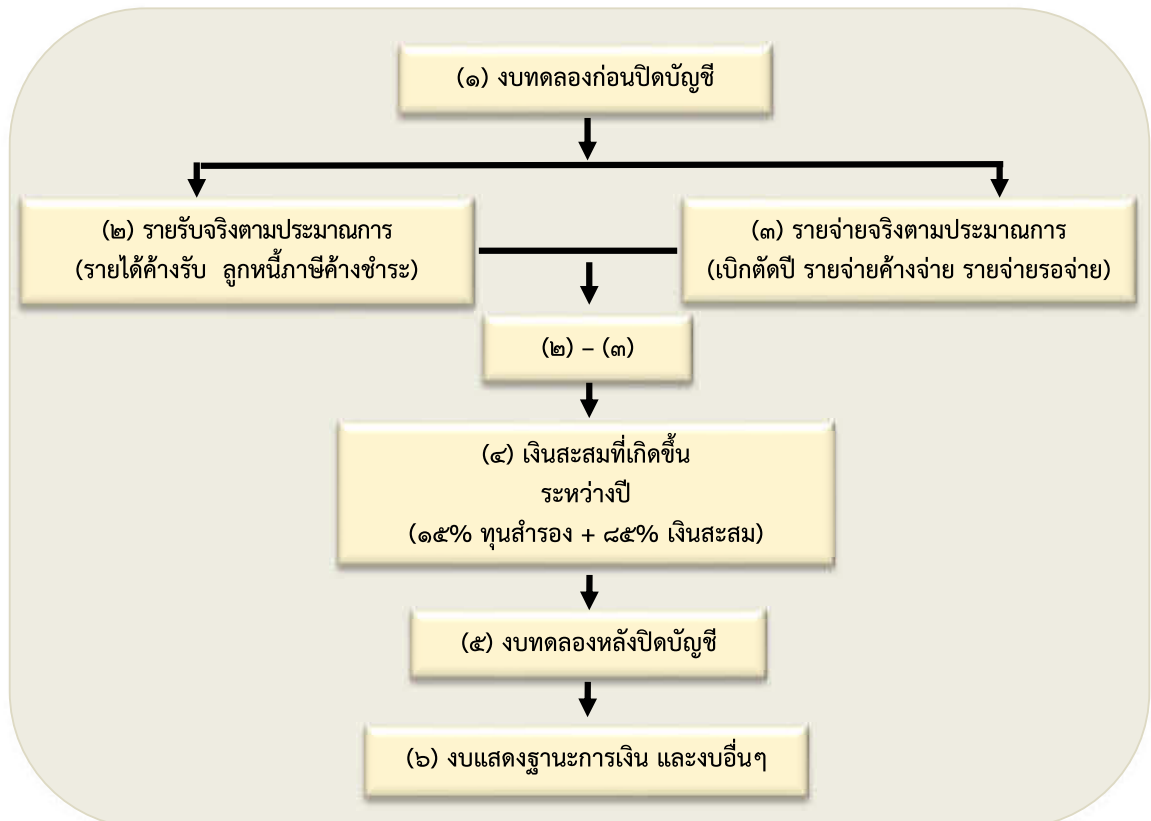 (๑) งบทดลองก่อนปิดบัญชี
(๒) รายรับจริงตามประมาณการ
(รายได้ค้างรับ ลูกหนี้ภาษีค้างชำระ)
(๓) รายจ่ายจริงตามประมาณการ
(เบิกตัดปี รายจ่ายค้างจ่าย รายจ่ายรอจ่าย)
(๒) – (๓)
(๔) เงินสะสมที่เกิดขึ้น
ระหว่างปี
(๑๕% ทุนสำรอง + ๘๕% เงินสะสม)
(๕) งบทดลองหลังปิดบัญชี
(๖) งบแสดงฐานะการเงิน และงบอื่นๆ